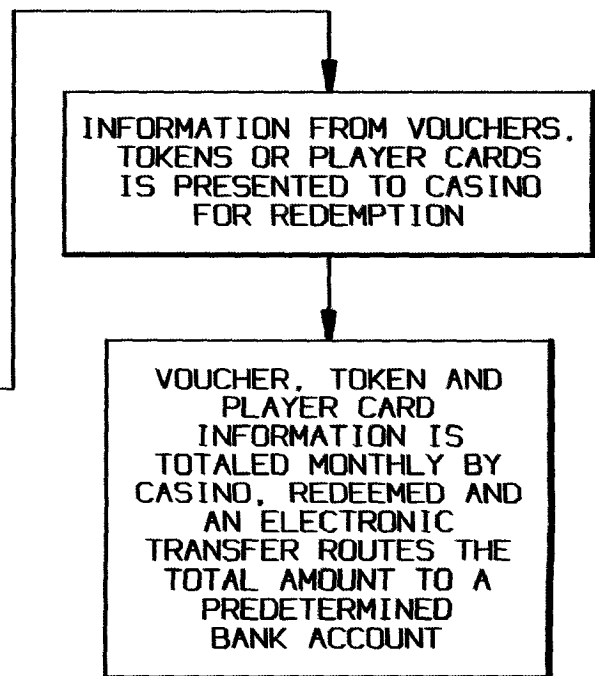 INFORMATION FROM VOUCHERS,
TOKENS OR PLAYER CARDS
IS PRESENTED TO CASINO
FOR REDEMPTION
VOUCHER, TOKEN AND
PLAYER CARD
INFORMATION IS
TOTALED MONTHLY BY
CASINO, REDEEMED AND
AN ELECTRONIC
TRANSFER ROUTES THE
TOTAL AMOUNT TO A
PREDETERMINED
BANK ACCOUNT